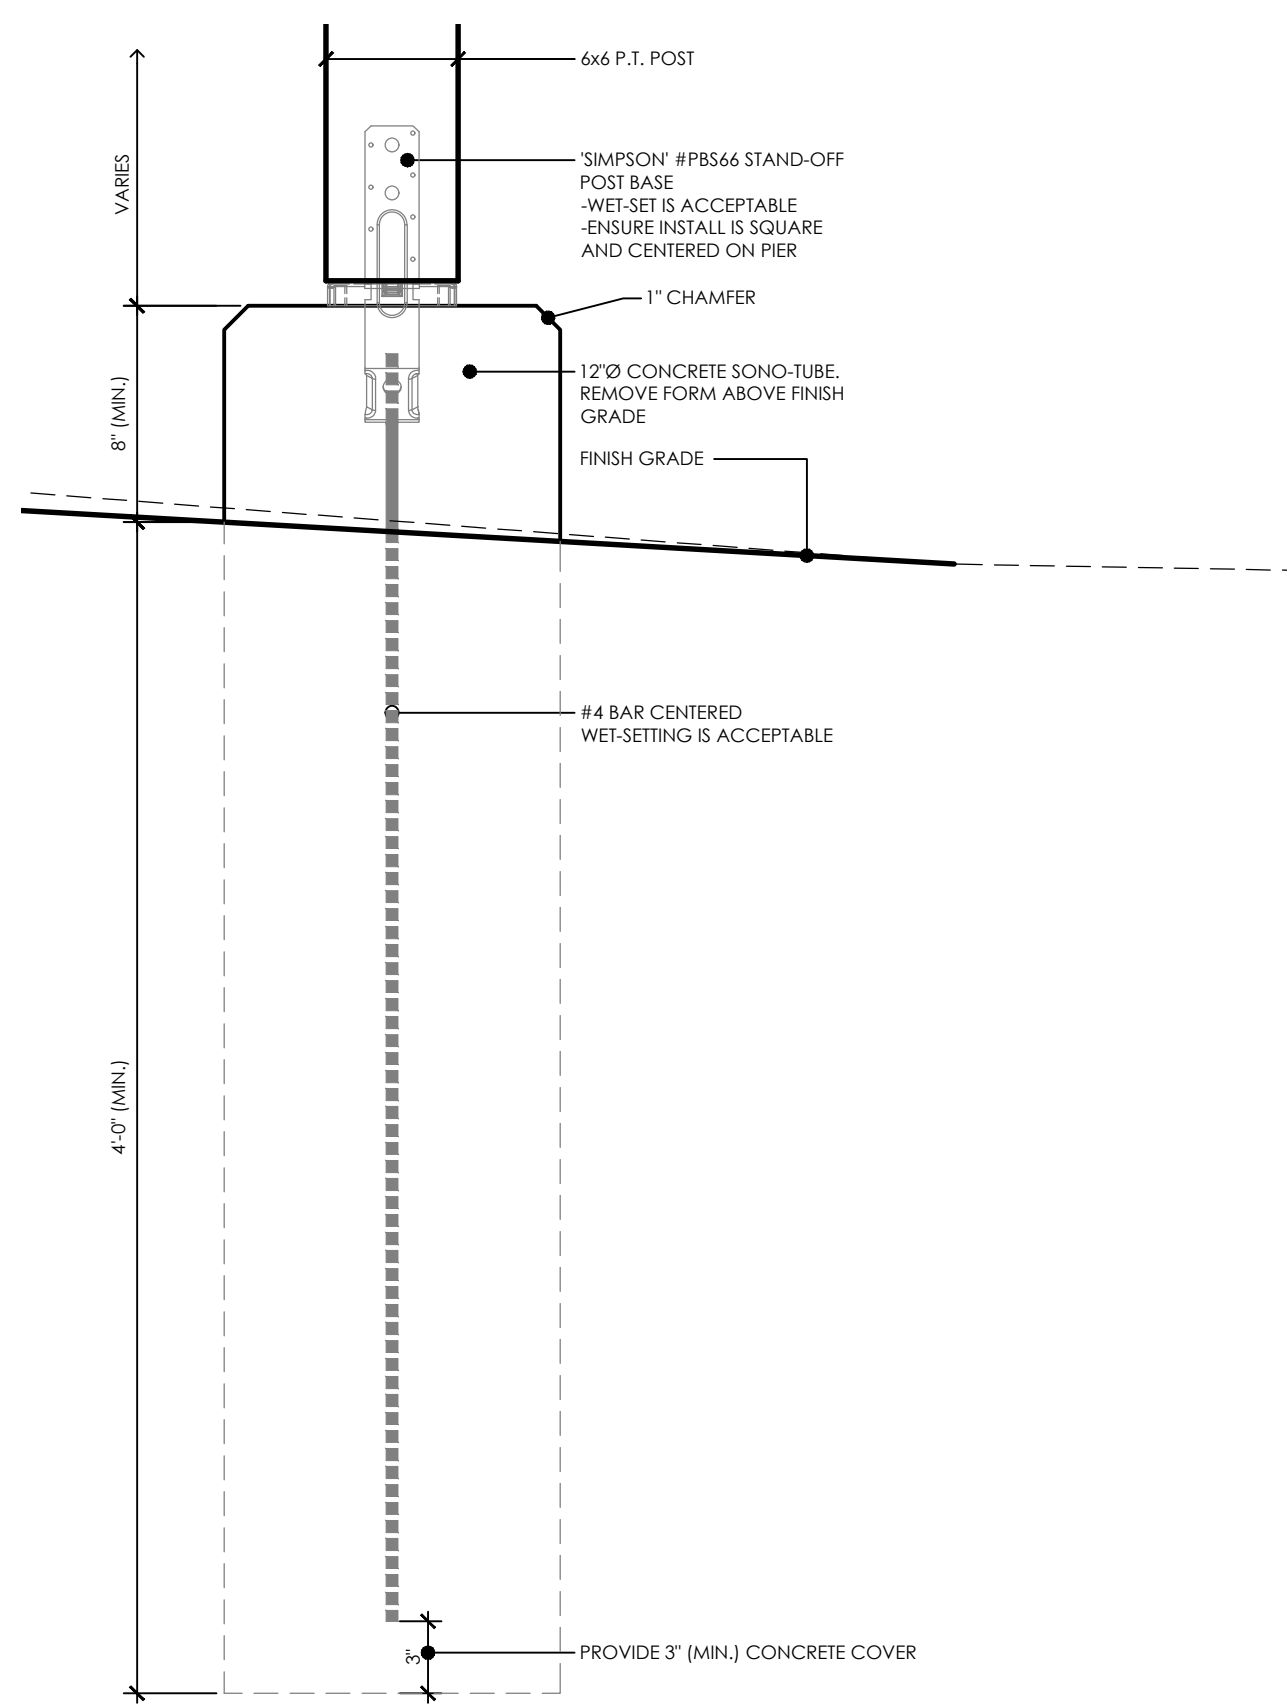 6x6 P.T. POST
VARIES
'SIMPSON' #PBS66 STAND-OFF
POST BASE
-WET-SET IS ACCEPTABLE
-ENSURE INSTALL IS SQUARE
AND CENTERED ON PIER
1" CHAMFER
8" (MIN.)
12"Ø CONCRETE SONO-TUBE.
REMOVE FORM ABOVE FINISH
GRADE
FINISH GRADE
#4 BAR CENTERED
WET-SETTING IS ACCEPTABLE
4'-0" (MIN.)
3"
PROVIDE 3" (MIN.) CONCRETE COVER